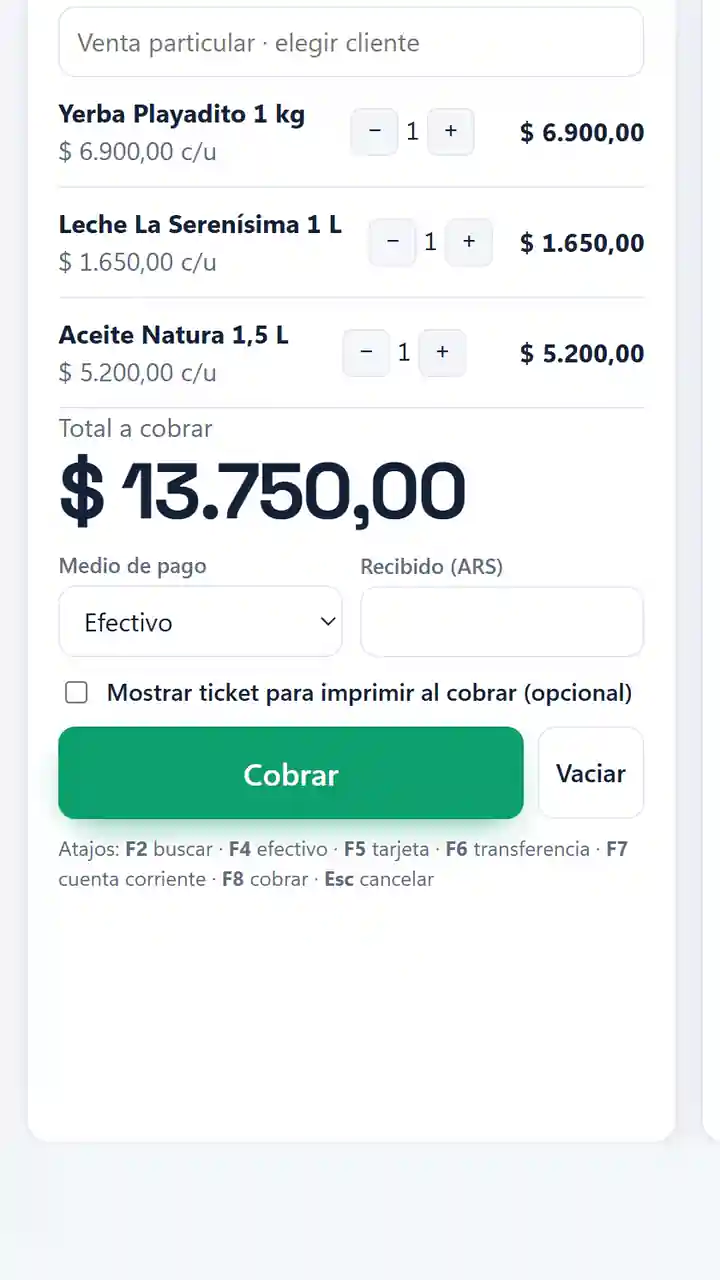 Venta particular · elegir cliente
Yerba Playadito 1 kg
$ 6.900,00 c/u
− 1 +
$ 6.900,00
Leche La Serenísima 1 L
$ 1.650,00 c/u
− 1 +
$ 1.650,00
Aceite Natura 1,5 L
$ 5.200,00 c/u
− 1 +
$ 5.200,00
Total a cobrar
$ 13.750,00
Medio de pago
Efectivo
Recibido (ARS)
Mostrar ticket para imprimir al cobrar (opcional)
Cobrar
Vaciar
Atajos: F2 buscar · F4 efectivo · F5 tarjeta · F6 transferencia · F7
cuenta corriente · F8 cobrar · Esc cancelar